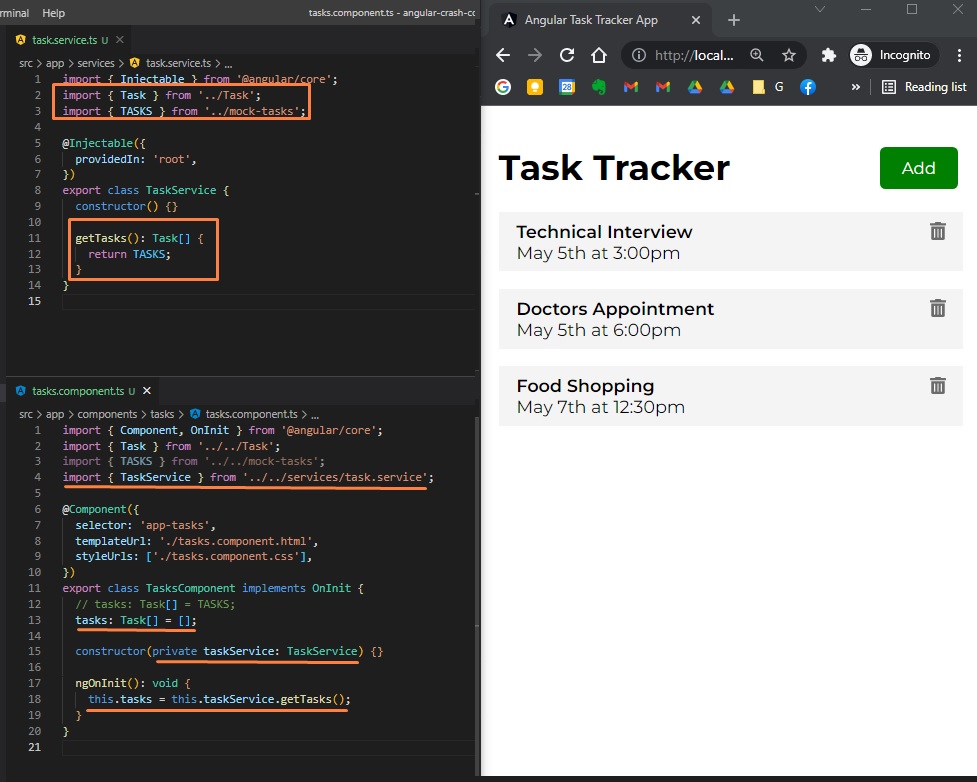 rminal Help
tasks.component.ts - angular-crash-cc
task.service.ts U
src > app > services > task.service.ts > ...
1 import { Injectable } from '@angular/core';
2 import { Task } from '../Task';
3 import { TASKS } from '../mock-tasks';
4
5 @Injectable({
6 providedIn: 'root',
7 })
8 export class TaskService {
9 constructor() {}
10
11 getTasks(): Task[] {
12 return TASKS;
13 }
14 }
15
tasks.component.ts U
src > app > components > tasks > tasks.component.ts > ...
1 import { Component, OnInit } from '@angular/core';
2 import { Task } from '../../Task';
3 import { TASKS } from '../../mock-tasks';
4 import { TaskService } from '../../services/task.service';
5
6 @Component({
7 selector: 'app-tasks',
8 templateUrl: './tasks.component.html',
9 styleUrls: ['./tasks.component.css'],
10 })
11 export class TasksComponent implements OnInit {
12 // tasks: Task[] = TASKS;
13 tasks: Task[] = [];
14
15 constructor(private taskService: TaskService) {}
16
17 ngOnInit(): void {
18 this.tasks = this.taskService.getTasks();
19 }
20 }
21
Angular Task Tracker App
http://local...
Incognito
28
G
»
Reading list
Task Tracker
Add
Technical Interview
May 5th at 3:00pm
Doctors Appointment
May 5th at 6:00pm
Food Shopping
May 7th at 12:30pm